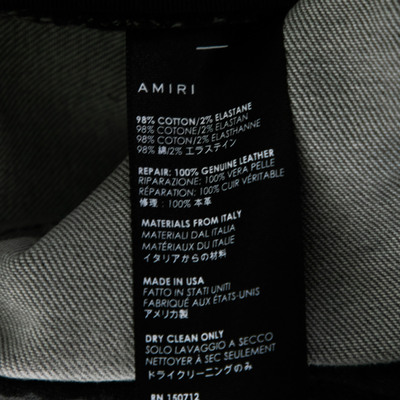 AMIRI
98% COTTON/2% ELASTANE
98% COTONE/2% ELASTAN
98% COTON/2% ELASTHANNE
98% 綿/2% エラスティン
REPAIR: 100% GENUINE LEATHER
RIPARAZIONE: 100% VERA PELLE
RÉPARATION: 100% CUIR VÉRITABLE
修理：100% 本革
MATERIALS FROM ITALY
MATERIALI DAL ITALIA
MATÉRIAUX DU ITALIE
イタリアからの材料
MADE IN USA
FATTO IN STATI UNITI
FABRIQUÉ AUX ÉTATS-UNIS
アメリカ製
DRY CLEAN ONLY
SOLO LAVAGGIO A SECCO
NETTOYER À SEC SEULEMENT
ドライクリーニングのみ
RN 150712